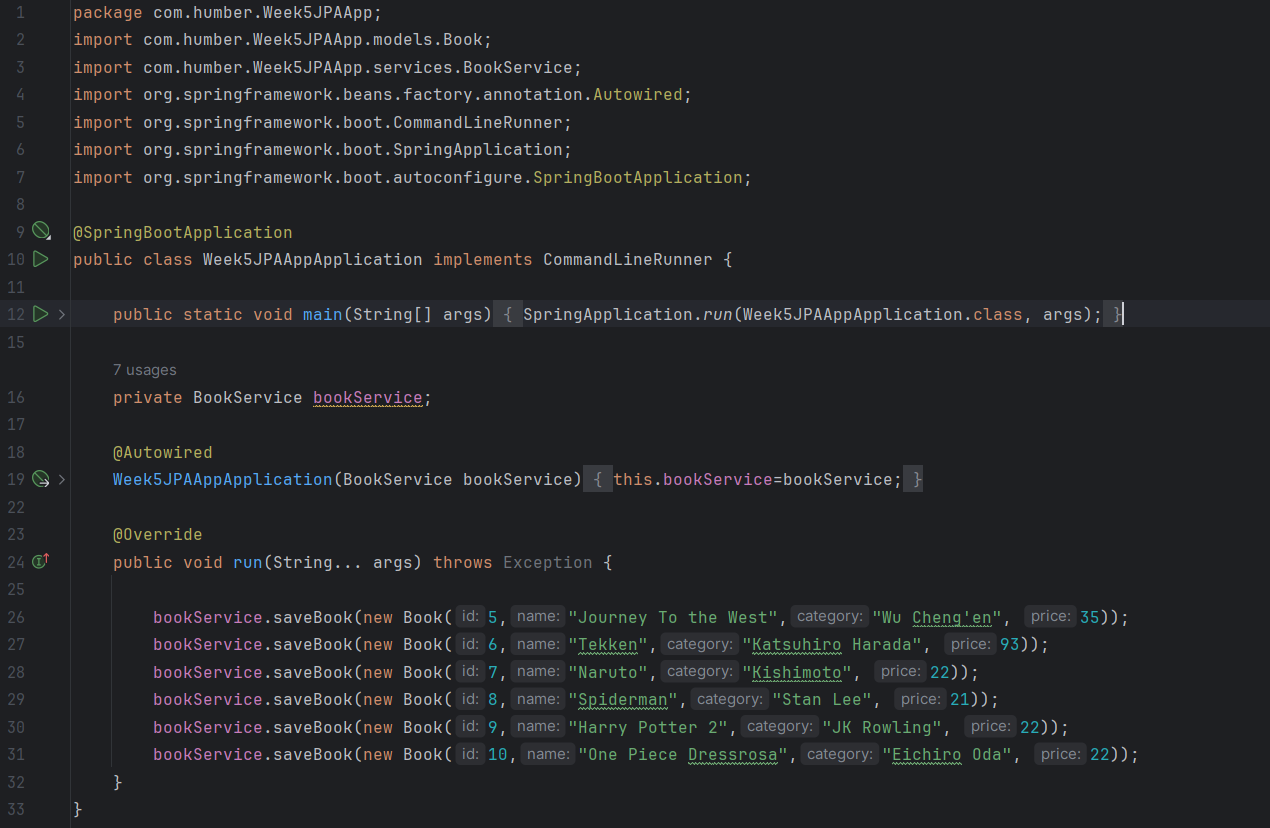 1 package com.humber.Week5JPAApp;
2 import com.humber.Week5JPAApp.models.Book;
3 import com.humber.Week5JPAApp.services.BookService;
4 import org.springframework.beans.factory.annotation.Autowired;
5 import org.springframework.boot.CommandLineRunner;
6 import org.springframework.boot.SpringApplication;
7 import org.springframework.boot.autoconfigure.SpringBootApplication;
8
9 @SpringBootApplication
10 public class Week5JPAAppApplication implements CommandLineRunner {
11
12 public static void main(String[] args) { SpringApplication.run(Week5JPAAppApplication.class, args); }
15
7 usages
16 private BookService bookService;
17
18 @Autowired
19 Week5JPAAppApplication(BookService bookService) { this.bookService=bookService; }
22
23 @Override
24 public void run(String... args) throws Exception {
25
26 bookService.saveBook(new Book( id: 5, name: "Journey To the West", category: "Wu Cheng'en", price: 35));
27 bookService.saveBook(new Book( id: 6, name: "Tekken", category: "Katsuhiro Harada", price: 93));
28 bookService.saveBook(new Book( id: 7, name: "Naruto", category: "Kishimoto", price: 22));
29 bookService.saveBook(new Book( id: 8, name: "Spiderman", category: "Stan Lee", price: 21));
30 bookService.saveBook(new Book( id: 9, name: "Harry Potter 2", category: "JK Rowling", price: 22));
31 bookService.saveBook(new Book( id: 10, name: "One Piece Dressrosa", category: "Eichiro Oda", price: 22));
32 }
33 }